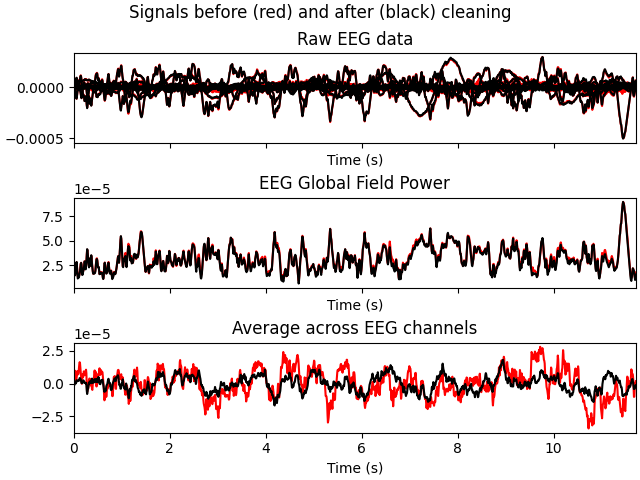 Signals before (red) and after (black) cleaning
Raw EEG data
0.0000
−0.0005
Time (s)
EEG Global Field Power
1e−5
7.5
5.0
2.5
Time (s)
Average across EEG channels
1e−5
2.5
0.0
−2.5
0 2 4 6 8 10
Time (s)